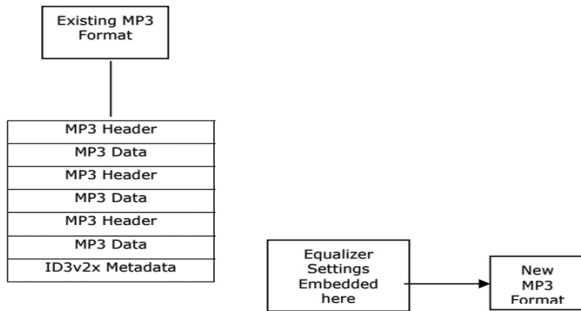 Existing MP3
Format
MP3 Header
MP3 Data
MP3 Header
MP3 Data
MP3 Header
MP3 Data
ID3v2x Metadata
Equalizer
Settings
Embedded
here
New
MP3
Format